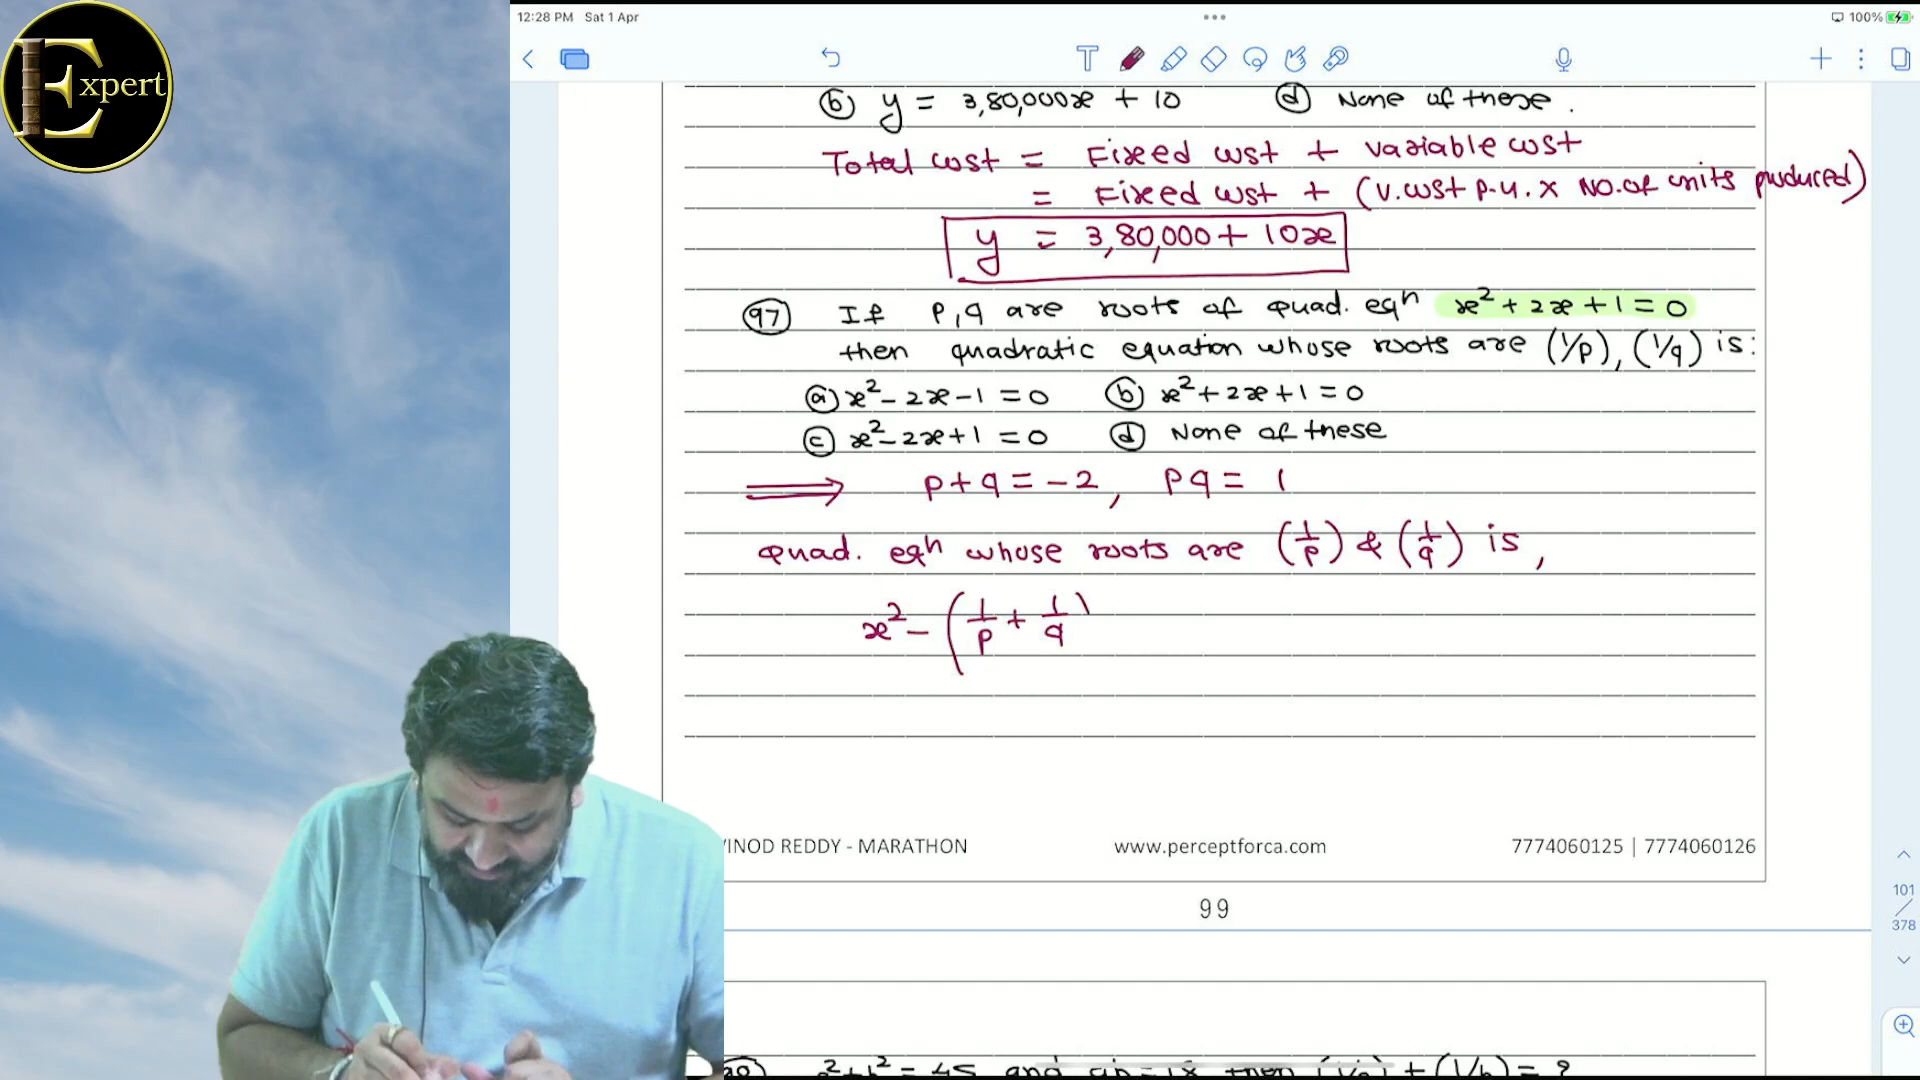 Expert
12:28 PM Sat 1 Apr
100%
(b) y = 3,80,000x + 10 (d) None of these.
Total cost = Fixed cost + variable cost
= Fixed cost + (V.cost p.u. x No. of units produced)
y = 3,80,000 + 10x
(97) If p,q are roots of quad. eqn x² + 2x + 1 = 0
then quadratic equation whose roots are (1/p), (1/q) is:
(a) x² - 2x - 1 = 0 (b) x² + 2x + 1 = 0
(c) x² - 2x + 1 = 0 (d) None of these
⟹ p + q = -2, pq = 1
quad. eqn whose roots are (1/p) & (1/q) is,
x² - (1/p + 1/q)
VINOD REDDY - MARATHON www.perceptforca.com 7774060125 | 7774060126
99
101
/
378